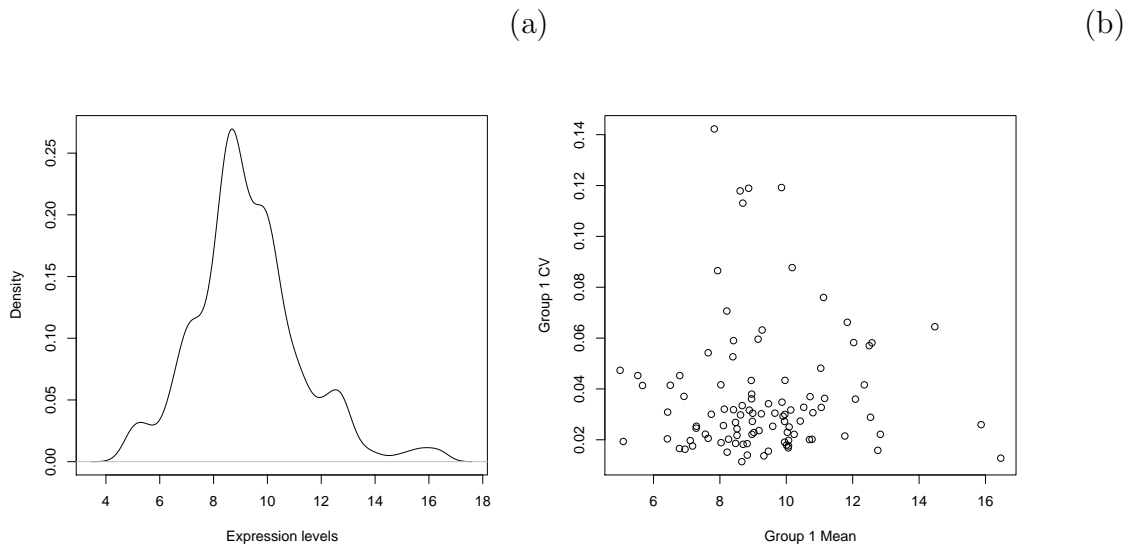 (a)
(b)
Density
0.00 0.05 0.10 0.15 0.20 0.25
4 6 8 10 12 14 16 18
Expression levels
Group 1 CV
0.02 0.04 0.06 0.08 0.10 0.12 0.14
6 8 10 12 14 16
Group 1 Mean